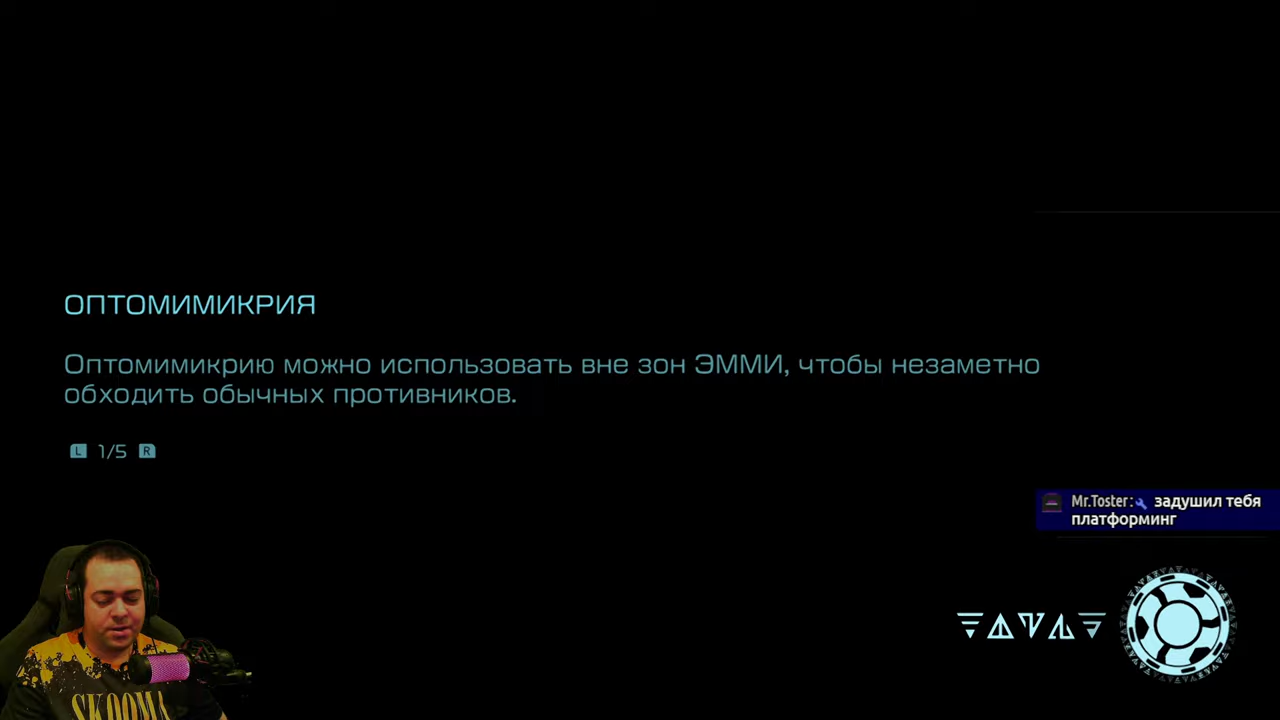 ОПТОМИМИКРИЯ
Оптомимикрию можно использовать вне зон ЭММИ, чтобы незаметно
обходить обычных противников.
L 1/5 R
Mr.Toster: задушил тебя
платформинг
SKOOMA